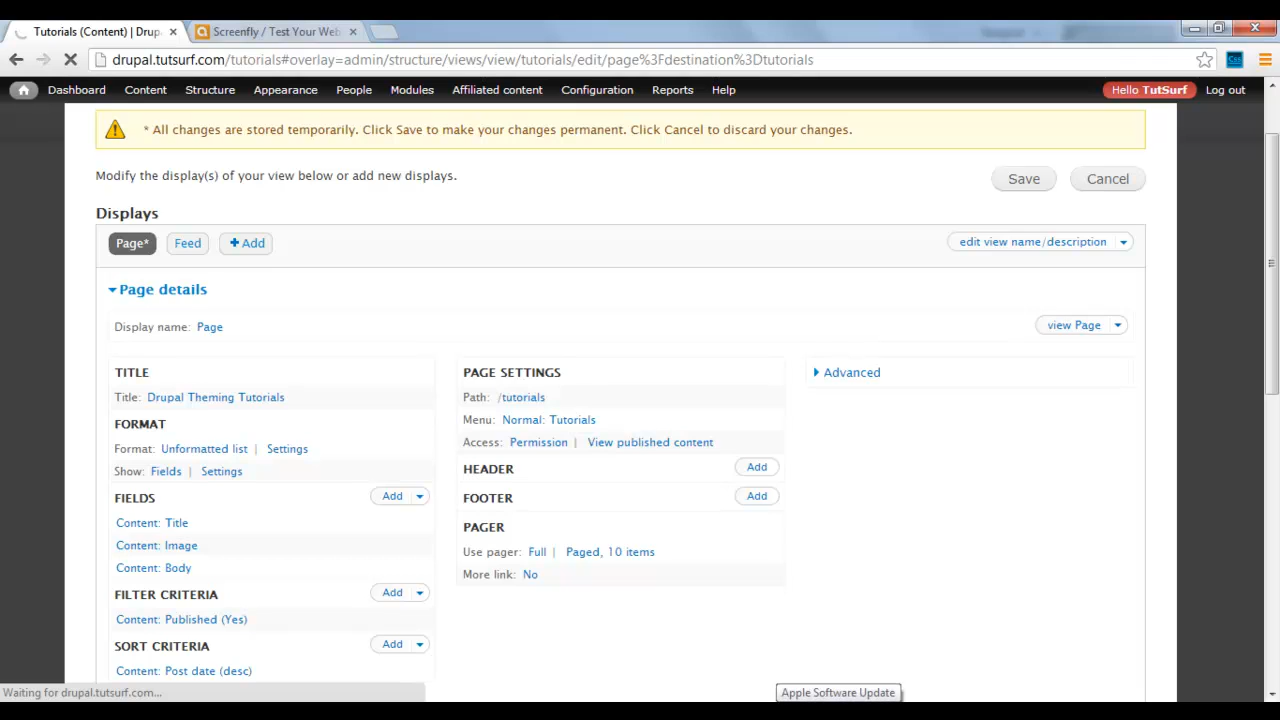 Tutorials (Content) | Drup
Screenfly / Test Your Web
drupal.tutsurf.com/tutorials#overlay=admin/structure/views/view/tutorials/edit/page%3Fdestination%3Dtutorials
Dashboard Content Structure Appearance People Modules Affiliated content Configuration Reports Help Hello TutSurf Log out
* All changes are stored temporarily. Click Save to make your changes permanent. Click Cancel to discard your changes.
Modify the display(s) of your view below or add new displays.
Save Cancel
Displays
Page* Feed + Add edit view name/description
Page details
Display name: Page
view Page
TITLE
Title: Drupal Theming Tutorials
FORMAT
Format: Unformatted list | Settings
Show: Fields | Settings
FIELDS Add
Content: Title
Content: Image
Content: Body
FILTER CRITERIA Add
Content: Published (Yes)
SORT CRITERIA Add
Content: Post date (desc)
PAGE SETTINGS
Path: /tutorials
Menu: Normal: Tutorials
Access: Permission | View published content
HEADER Add
FOOTER Add
PAGER
Use pager: Full | Paged, 10 items
More link: No
Advanced
Waiting for drupal.tutsurf.com...
Apple Software Update